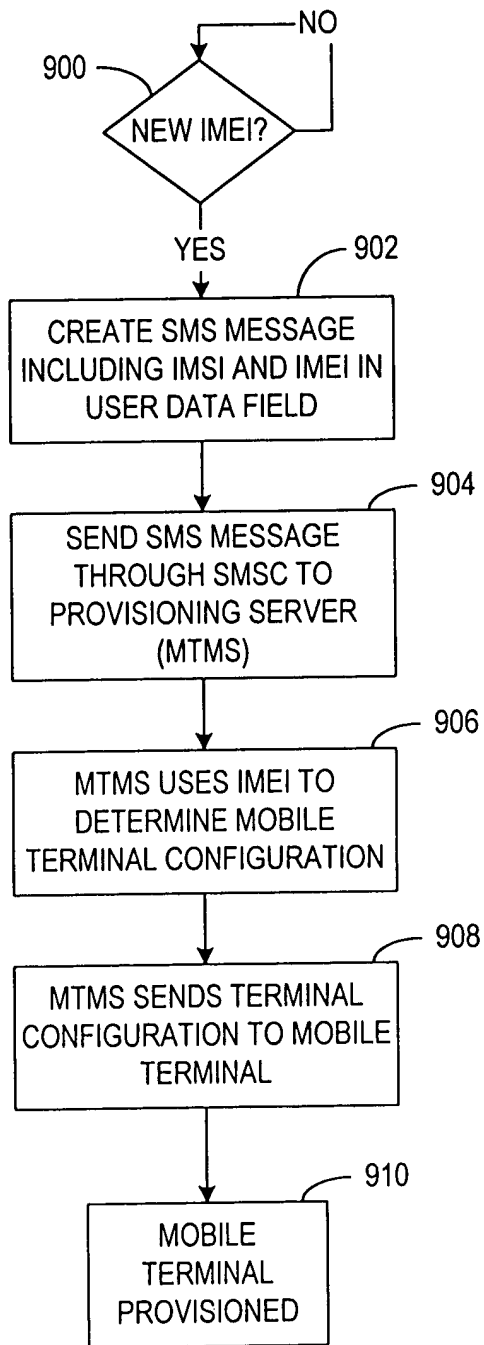 NO
900
NEW IMEI?
YES
902
CREATE SMS MESSAGE
INCLUDING IMSI AND IMEI IN
USER DATA FIELD
904
SEND SMS MESSAGE
THROUGH SMSC TO
PROVISIONING SERVER
(MTMS)
906
MTMS USES IMEI TO
DETERMINE MOBILE
TERMINAL CONFIGURATION
908
MTMS SENDS TERMINAL
CONFIGURATION TO MOBILE
TERMINAL
910
MOBILE
TERMINAL
PROVISIONED